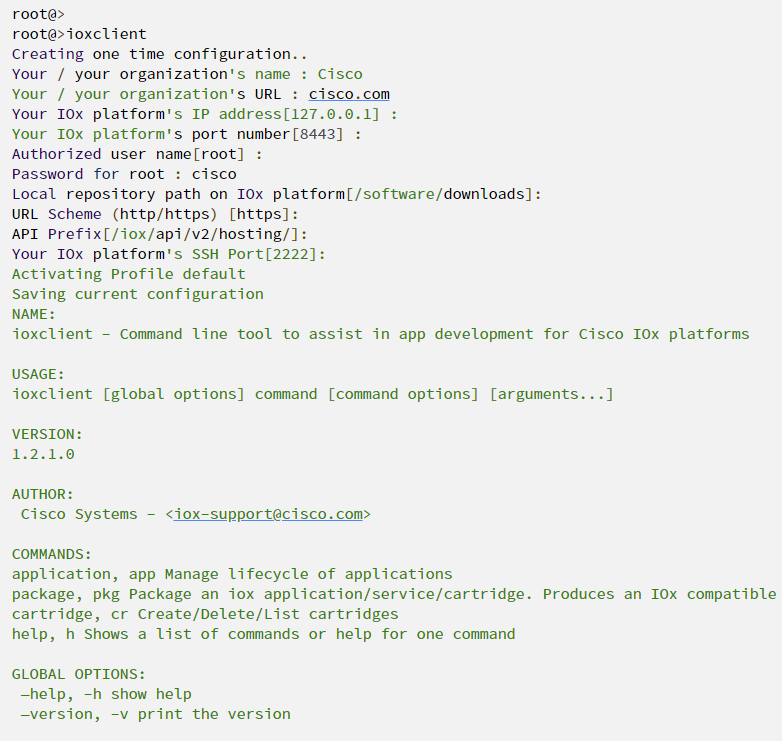 root@>
root@>ioxclient
Creating one time configuration..
Your / your organization's name : Cisco
Your / your organization's URL : cisco.com
Your IOx platform's IP address[127.0.0.1] :
Your IOx platform's port number[8443] :
Authorized user name[root] :
Password for root : cisco
Local repository path on IOx platform[/software/downloads]:
URL Scheme (http/https) [https]:
API Prefix[/iox/api/v2/hosting/]:
Your IOx platform's SSH Port[2222]:
Activating Profile default
Saving current configuration
NAME:
ioxclient – Command line tool to assist in app development for Cisco IOx platforms
USAGE:
ioxclient [global options] command [command options] [arguments...]
VERSION:
1.2.1.0
AUTHOR:
Cisco Systems – <iox-support@cisco.com>
COMMANDS:
application, app Manage lifecycle of applications
package, pkg Package an iox application/service/cartridge. Produces an IOx compatible
cartridge, cr Create/Delete/List cartridges
help, h Shows a list of commands or help for one command
GLOBAL OPTIONS:
—help, -h show help
—version, -v print the version